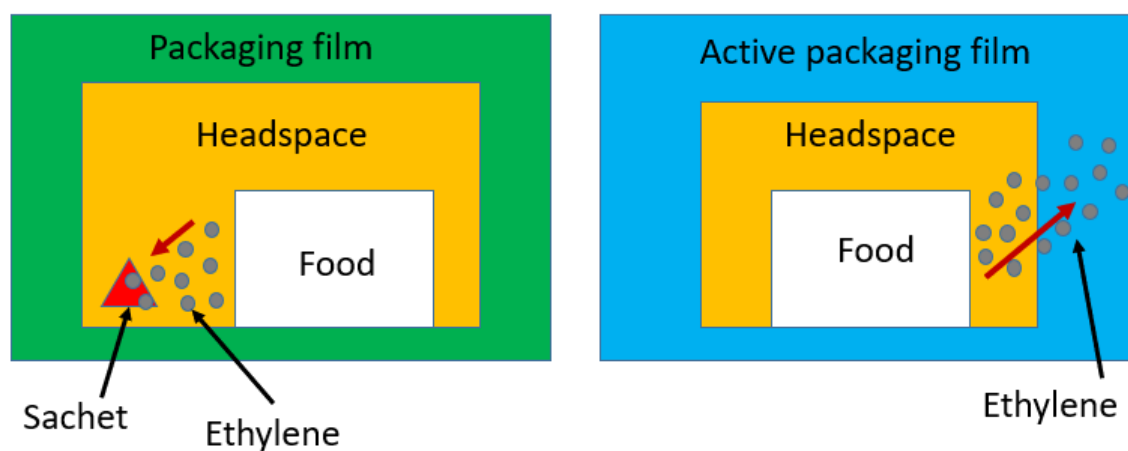 Packaging film
Headspace
Food
Sachet
Ethylene
Active packaging film
Headspace
Food
Ethylene